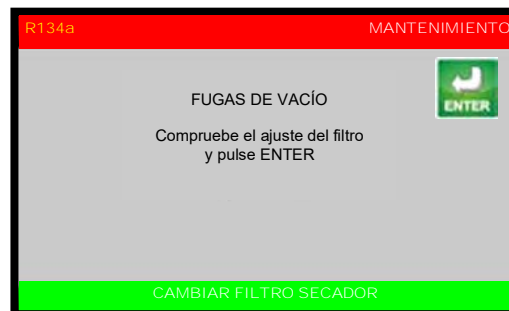 R134a
MANTENIMIENTO
ENTER
FUGAS DE VACÍO
Compruebe el ajuste del filtro
y pulse ENTER
CAMBIAR FILTRO SECADOR